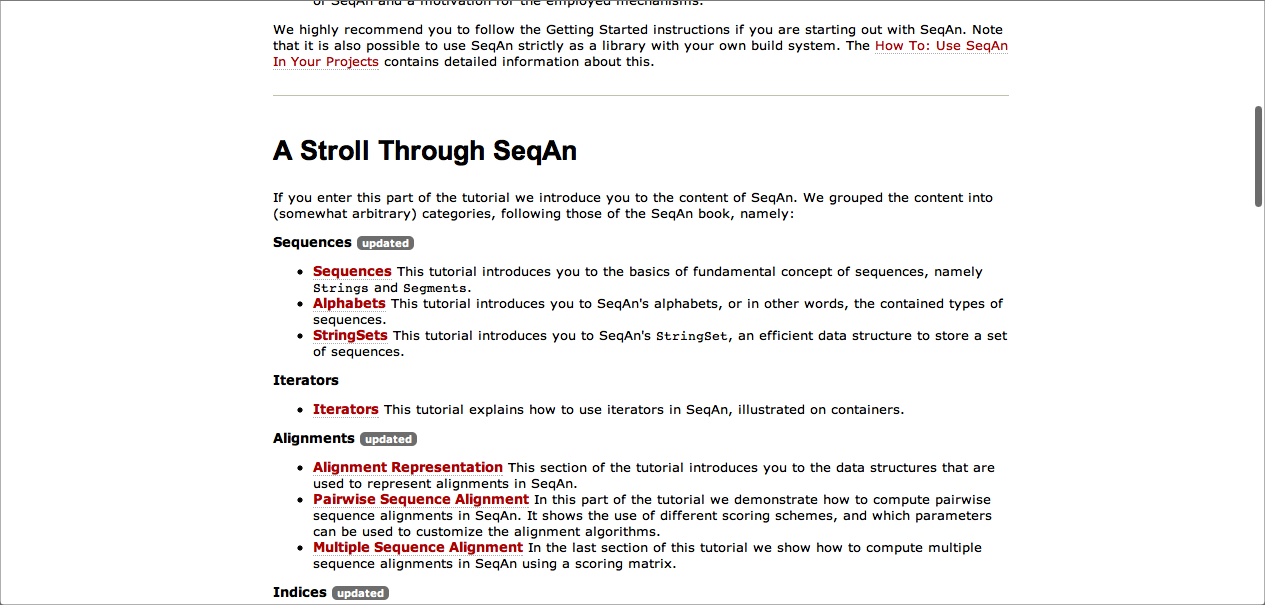 of SeqAn and a motivation for the employed mechanisms.
We highly recommend you to follow the Getting Started instructions if you are starting out with SeqAn. Note
that it is also possible to use SeqAn strictly as a library with your own build system. The How To: Use SeqAn
In Your Projects contains detailed information about this.
A Stroll Through SeqAn
If you enter this part of the tutorial we introduce you to the content of SeqAn. We grouped the content into
(somewhat arbitrary) categories, following those of the SeqAn book, namely:
Sequences updated
• Sequences This tutorial introduces you to the basics of fundamental concept of sequences, namely
Strings and Segments.
• Alphabets This tutorial introduces you to SeqAn's alphabets, or in other words, the contained types of
sequences.
• StringSets This tutorial introduces you to SeqAn's StringSet, an efficient data structure to store a set
of sequences.
Iterators
• Iterators This tutorial explains how to use iterators in SeqAn, illustrated on containers.
Alignments updated
• Alignment Representation This section of the tutorial introduces you to the data structures that are
used to represent alignments in SeqAn.
• Pairwise Sequence Alignment In this part of the tutorial we demonstrate how to compute pairwise
sequence alignments in SeqAn. It shows the use of different scoring schemes, and which parameters
can be used to customize the alignment algorithms.
• Multiple Sequence Alignment In the last section of this tutorial we show how to compute multiple
sequence alignments in SeqAn using a scoring matrix.
Indices updated